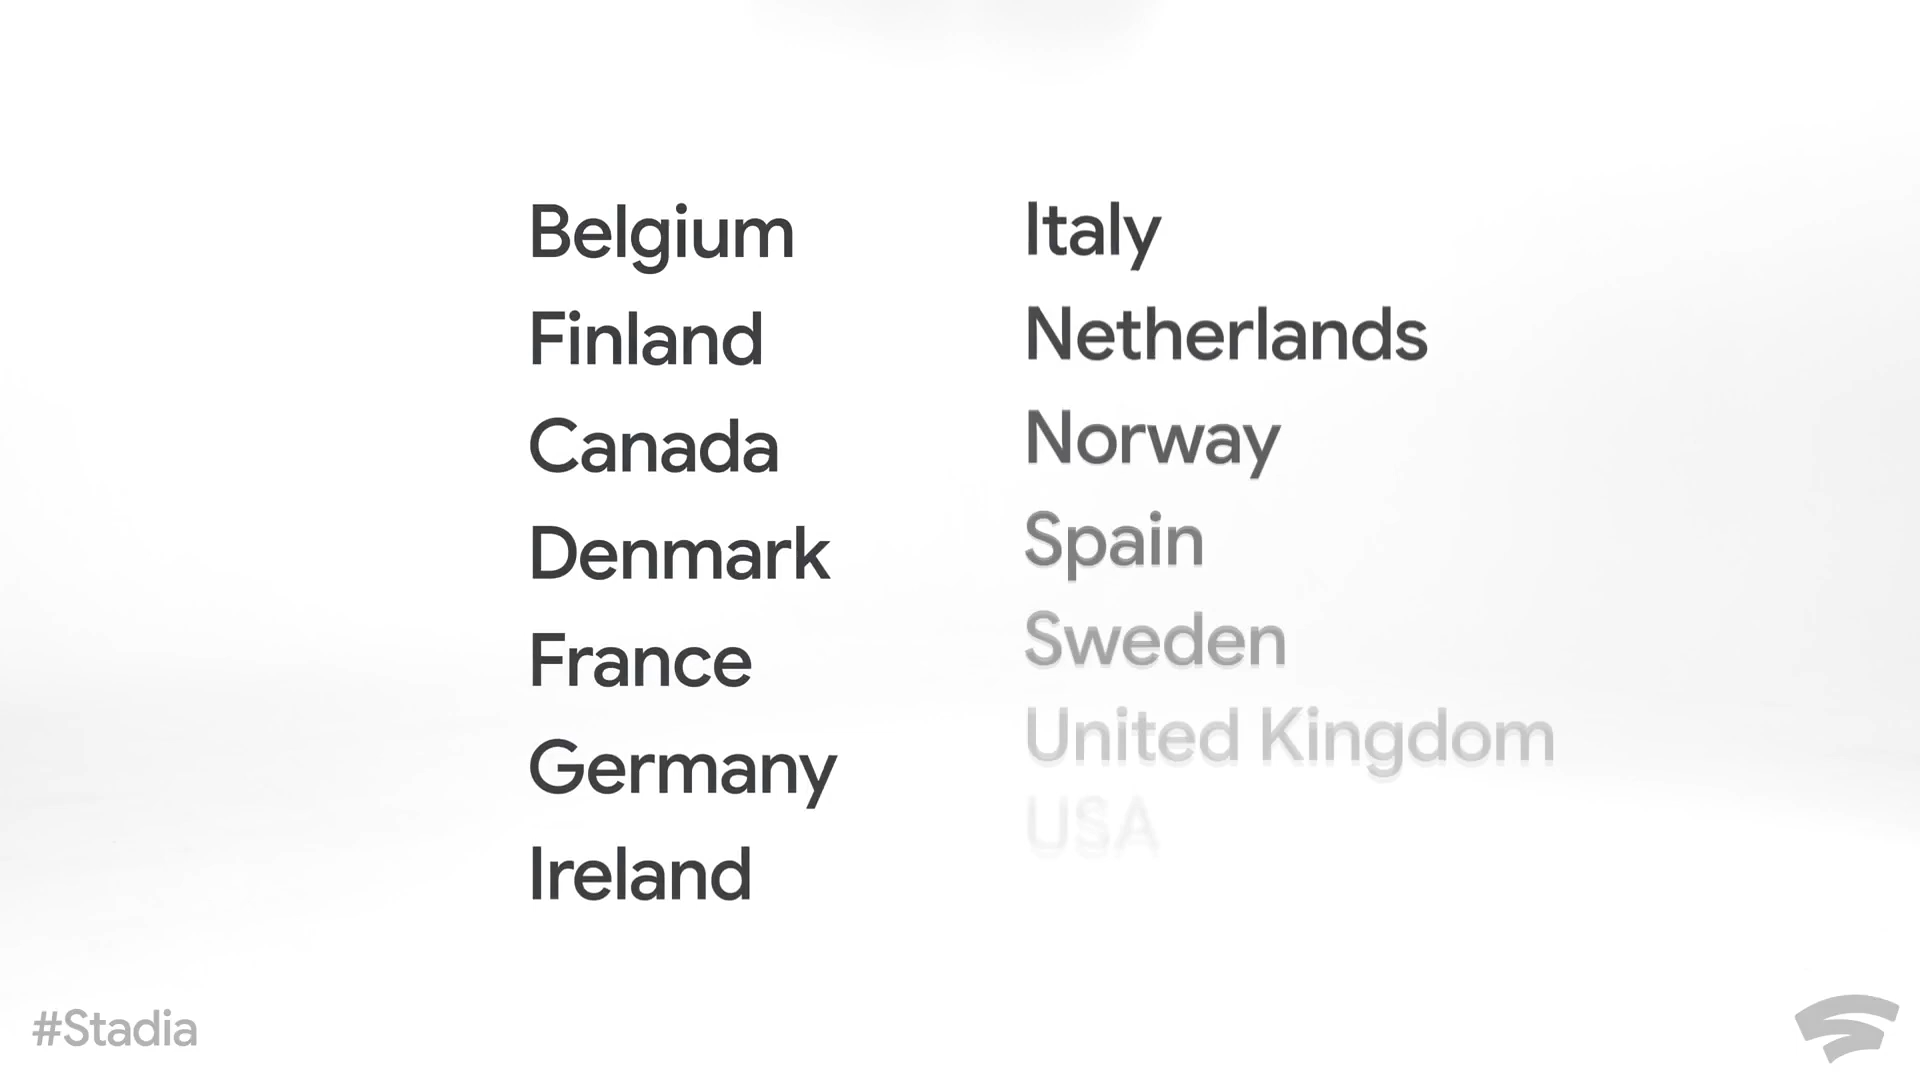 Belgium
Finland
Canada
Denmark
France
Germany
Ireland
Italy
Netherlands
Norway
Spain
Sweden
United Kingdom
USA
#Stadia